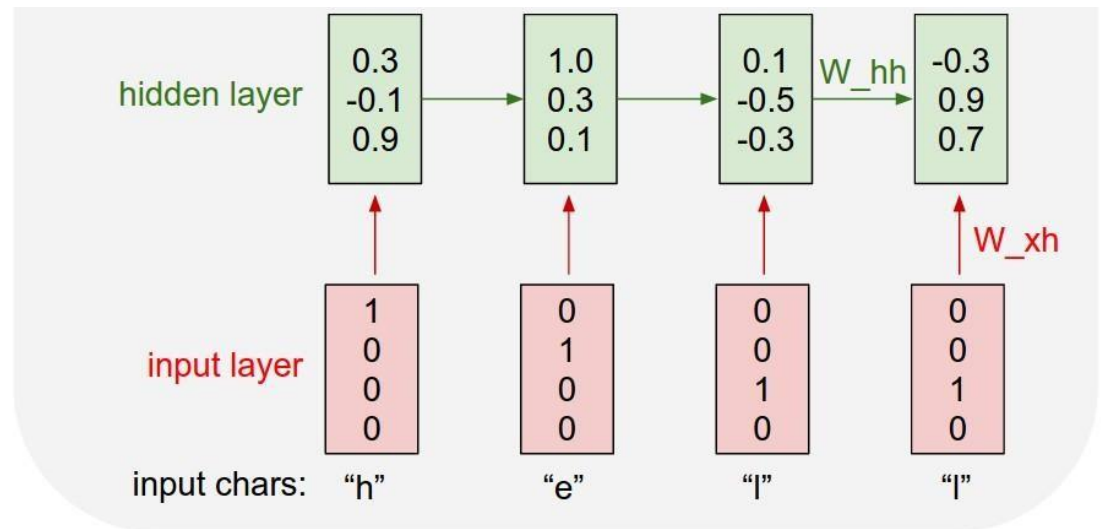 0.3 1.0 0.1 W_hh -0.3
hidden layer -0.1 0.3 -0.5 0.9
0.9 0.1 -0.3 0.7
W_xh
1 0 0 0
0 1 0 0
input layer 0 0 1 1
0 0 0 0
input chars: “h” “e” “l” “l”